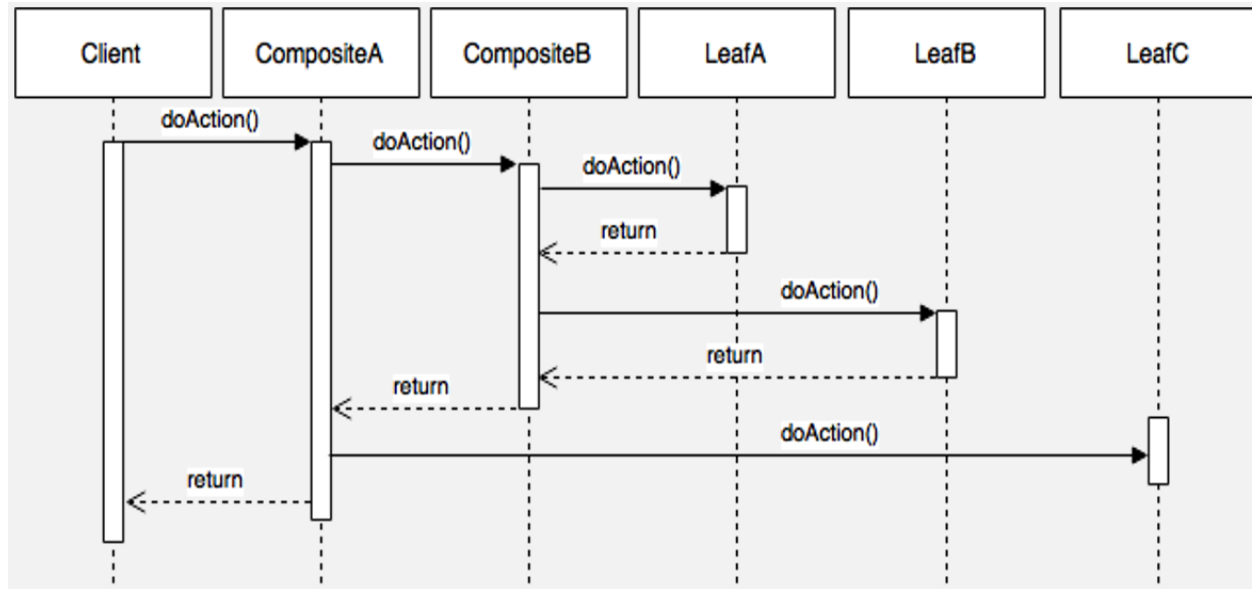 Client
CompositeA
CompositeB
LeafA
LeafB
LeafC
doAction()
doAction()
doAction()
return
doAction()
return
return
doAction()
return